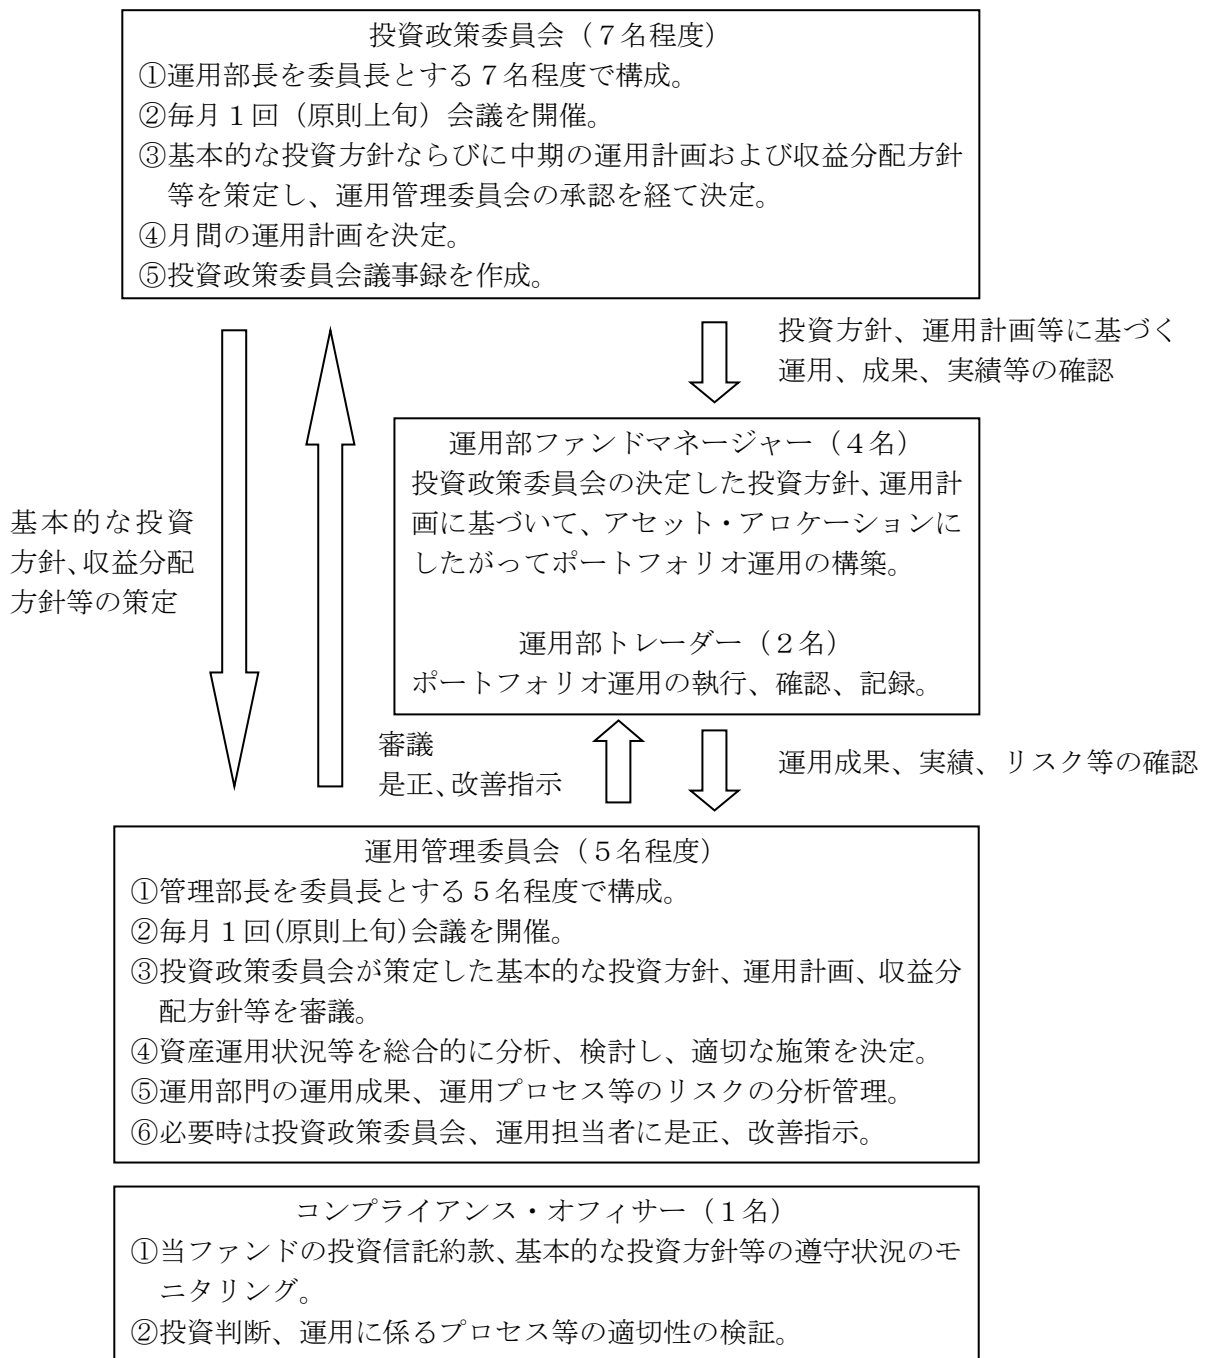 投資政策委員会（７名程度）
①運用部長を委員長とする７名程度で構成。
②毎月１回（原則上旬）会議を開催。
③基本的な投資方針ならびに中期の運用計画および収益分配方針
等を策定し、運用管理委員会の承認を経て決定。
④月間の運用計画を決定。
⑤投資政策委員会議事録を作成。
投資方針、運用計画等に基づく
運用、成果、実績等の確認
運用部ファンドマネージャー（４名）
投資政策委員会の決定した投資方針、運用計
画に基づいて、アセット・アロケーションに
したがってポートフォリオ運用の構築。
運用部トレーダー（２名）
ポートフォリオ運用の執行、確認、記録。
基本的な投資
方針、収益分配
方針等の策定
審議
是正、改善指示
運用成果、実績、リスク等の確認
運用管理委員会（５名程度）
①管理部長を委員長とする５名程度で構成。
②毎月１回(原則上旬)会議を開催。
③投資政策委員会が策定した基本的な投資方針、運用計画、収益分
配方針等を審議。
④資産運用状況等を総合的に分析、検討し、適切な施策を決定。
⑤運用部門の運用成果、運用プロセス等のリスクの分析管理。
⑥必要時は投資政策委員会、運用担当者に是正、改善指示。
コンプライアンス・オフィサー（１名）
①当ファンドの投資信託約款、基本的な投資方針等の遵守状況のモ
ニタリング。
②投資判断、運用に係るプロセス等の適切性の検証。